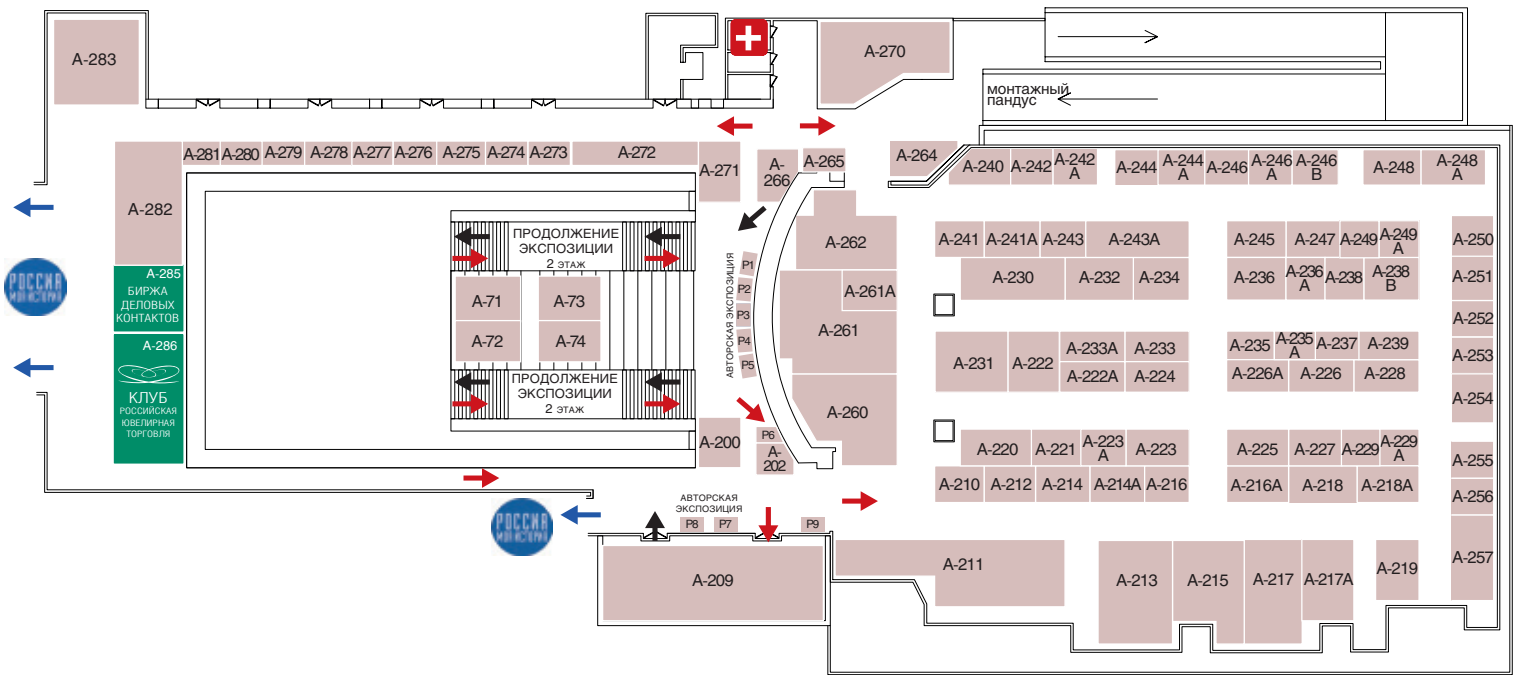 А-283
А-270
монтажный
пандус
А-281
А-280
А-279
А-278
А-277
А-276
А-275
А-274
А-273
А-272
А-271
А-
266
А-265
А-264
А-240
А-242
А-242
А
А-244
А-244
А
А-246
А-246
А
А-246
В
А-248
А-248
А
А-282
А-285
БИРЖА
ДЕЛОВЫХ
КОНТАКТОВ
А-286
КЛУБ
РОССИЙСКАЯ
ЮВЕЛИРНАЯ
ТОРГОВЛЯ
РОССИЯ
МОЯ ИСТОРИЯ
ПРОДОЛЖЕНИЕ
ЭКСПОЗИЦИИ
2 ЭТАЖ
А-71
А-73
А-72
А-74
ПРОДОЛЖЕНИЕ
ЭКСПОЗИЦИИ
2 ЭТАЖ
АВТОРСКАЯ ЭКСПОЗИЦИЯ
Р1
Р2
Р3
Р4
Р5
Р6
А-
202
А-200
А-262
А-261А
А-261
А-260
А-241
А-241А
А-243
А-243А
А-245
А-247
А-249
А-249
А
А-250
А-230
А-232
А-234
А-236
А-236
А
А-238
А-238
В
А-251
А-252
А-231
А-222
А-233А
А-233
А-222А
А-224
А-235
А-235
А
А-237
А-239
А-226А
А-226
А-228
А-253
А-254
А-220
А-221
А-223
А
А-223
А-225
А-227
А-229
А-229
А
А-255
А-210
А-212
А-214
А-214А
А-216
А-216А
А-218
А-218А
А-256
РОССИЯ
МОЯ ИСТОРИЯ
АВТОРСКАЯ
ЭКСПОЗИЦИЯ
Р8
Р7
Р9
А-209
А-211
А-213
А-215
А-217
А-217А
А-219
А-257